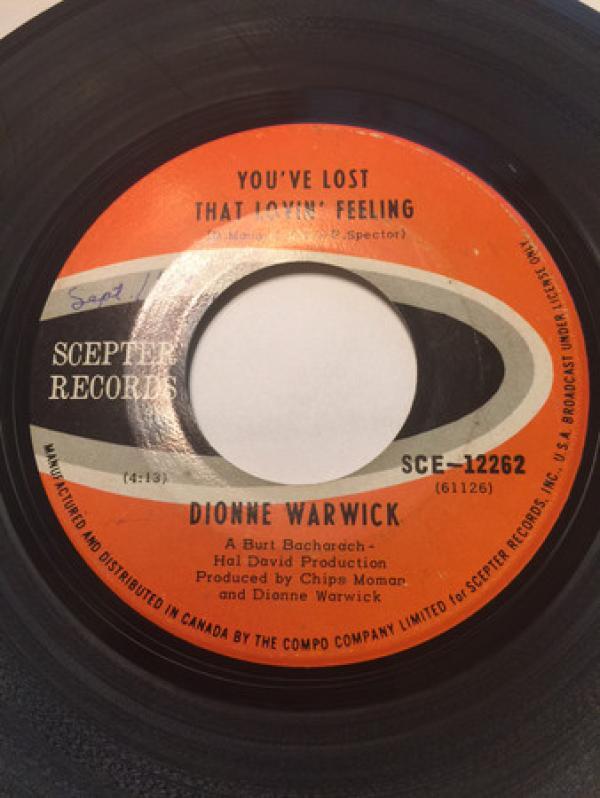 YOU'VE LOST
THAT LOVIN' FEELING
P.Spector)
Sept
SCEPTER
RECORDS
(4:13)
SCE-12262
(61126)
DIONNE WARWICK
A Burt Bacharach-
Hal David Production
Produced by Chips Moman
and Dionne Warwick
MANUFACTURED AND DISTRIBUTED IN CANADA BY THE COMPO COMPANY LIMITED for SCEPTER RECORDS, INC., U.S.A. BROADCAST UNDER LICENSE ONLY